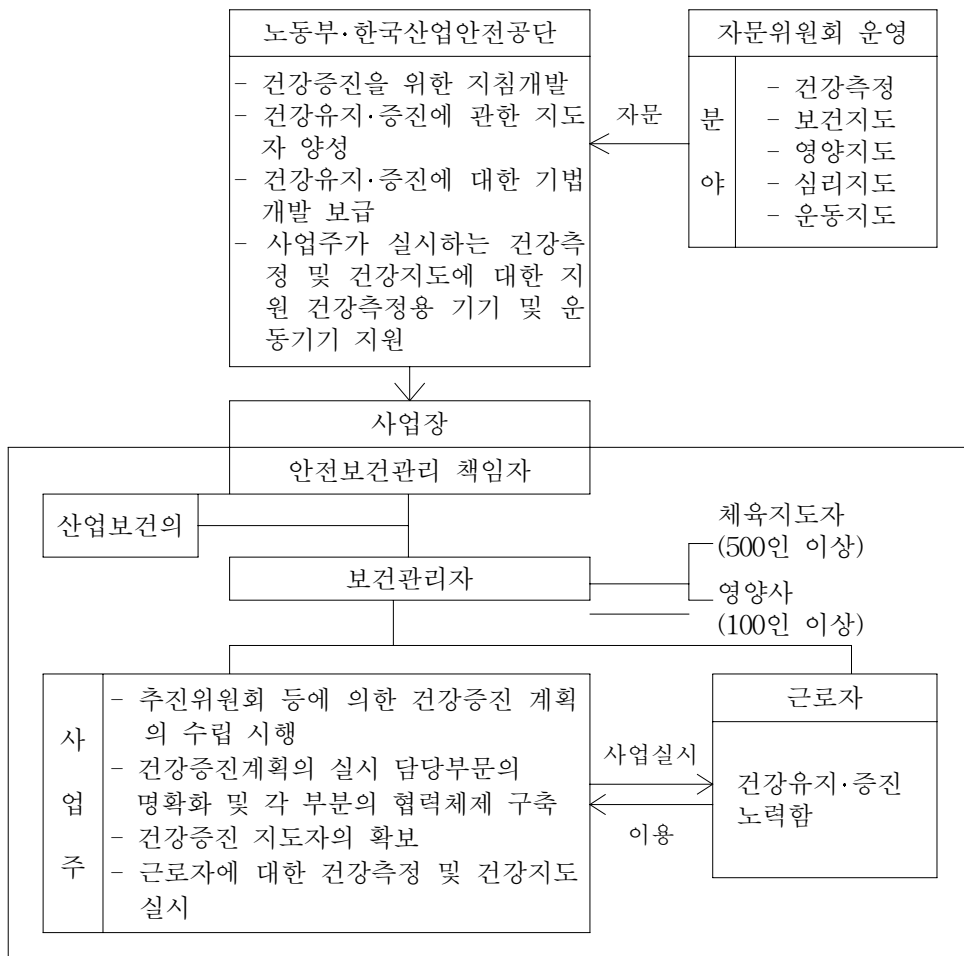 노동부·한국산업안전공단
- 건강증진을 위한 지침개발
- 건강유지·증진에 관한 지도
자 양성
- 건강유지·증진에 대한 기법
개발 보급
- 사업주가 실시하는 건강측
정 및 건강지도에 대한 지
원 건강측정용 기기 및 운
동기기 지원
자문
자문위원회 운영
분
야
- 건강측정
- 보건지도
- 영양지도
- 심리지도
- 운동지도
사업장
안전보건관리 책임자
산업보건의
보건관리자
체육지도자
(500인 이상)
영양사
(100인 이상)
사
업
주
- 추진위원회 등에 의한 건강증진 계획
의 수립 시행
- 건강증진계획의 실시 담당부문의
명확화 및 각 부분의 협력체제 구축
- 건강증진 지도자의 확보
- 근로자에 대한 건강측정 및 건강지도
실시
사업실시
이용
근로자
건강유지·증진
노력함